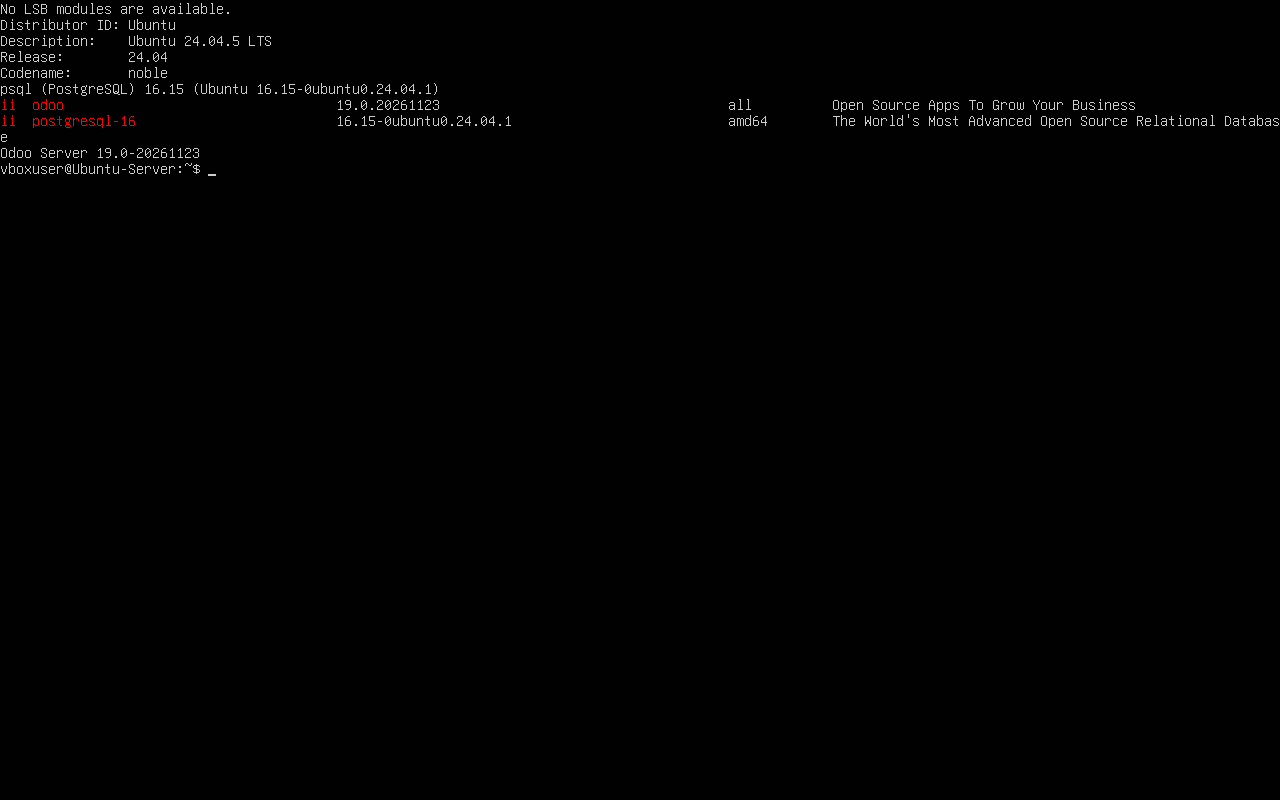 No LSB modules are available.
Distributor ID: Ubuntu
Description:    Ubuntu 24.04.5 LTS
Release:        24.04
Codename:       noble
psql (PostgreSQL) 16.15 (Ubuntu 16.15-0ubuntu0.24.04.1)
ii  odoo                                  19.0.20261123                                    all          Open Source Apps To Grow Your Business
ii  postgresql-16                         16.15-0ubuntu0.24.04.1                           amd64        The World's Most Advanced Open Source Relational Databas
e
Odoo Server 19.0-20261123
vboxuser@Ubuntu-Server:~$ _